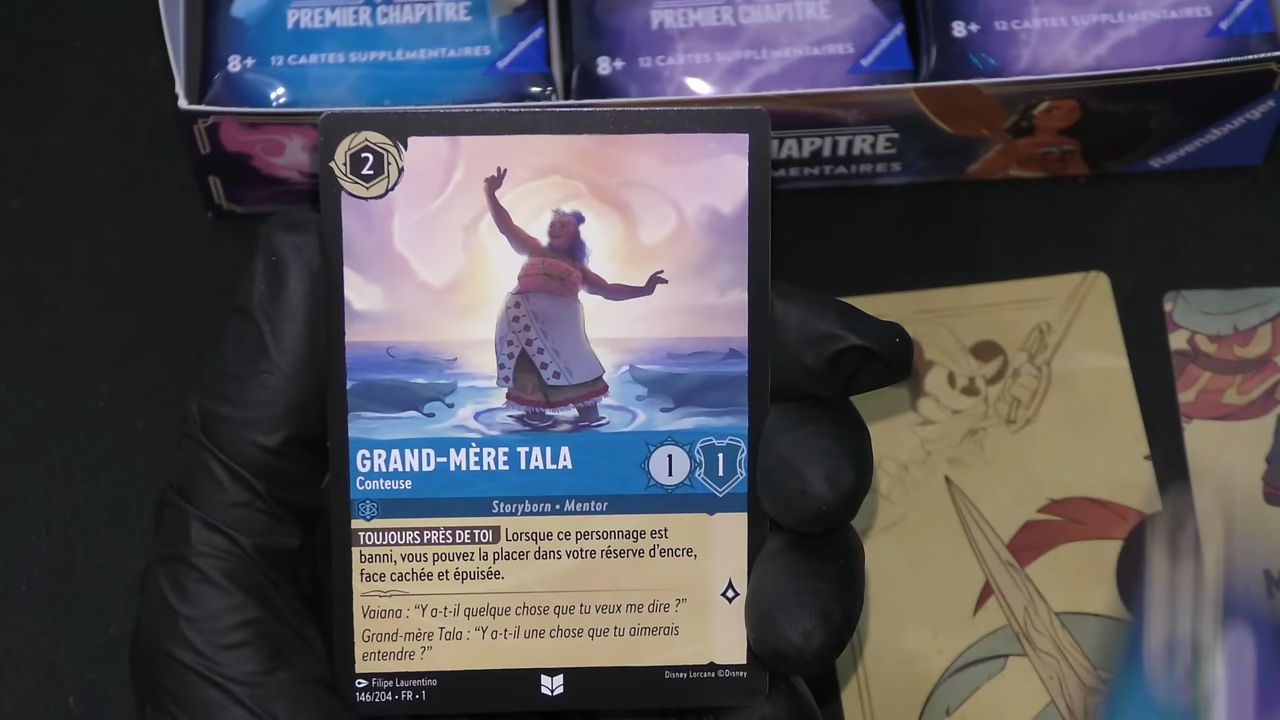 PREMIER CHAPITRE
8+ 12 CARTES SUPPLÉMENTAIRES
PREMIER CHAPITRE
8+ 12 CARTES SUPPLÉMENTAIRES
8+ 12 CARTES SUPPLÉMENTAIRES
Ravensburger
2
GRAND-MÈRE TALA
Conteuse
1 1
Storyborn • Mentor
TOUJOURS PRÈS DE TOI Lorsque ce personnage est
banni, vous pouvez la placer dans votre réserve d'encre,
face cachée et épuisée.
Vaiana : “Y a-t-il quelque chose que tu veux me dire ?”
Grand-mère Tala : “Y a-t-il une chose que tu aimerais
entendre ?”
Filipe Laurentino
146/204 • FR • 1
Disney Lorcana ©Disney